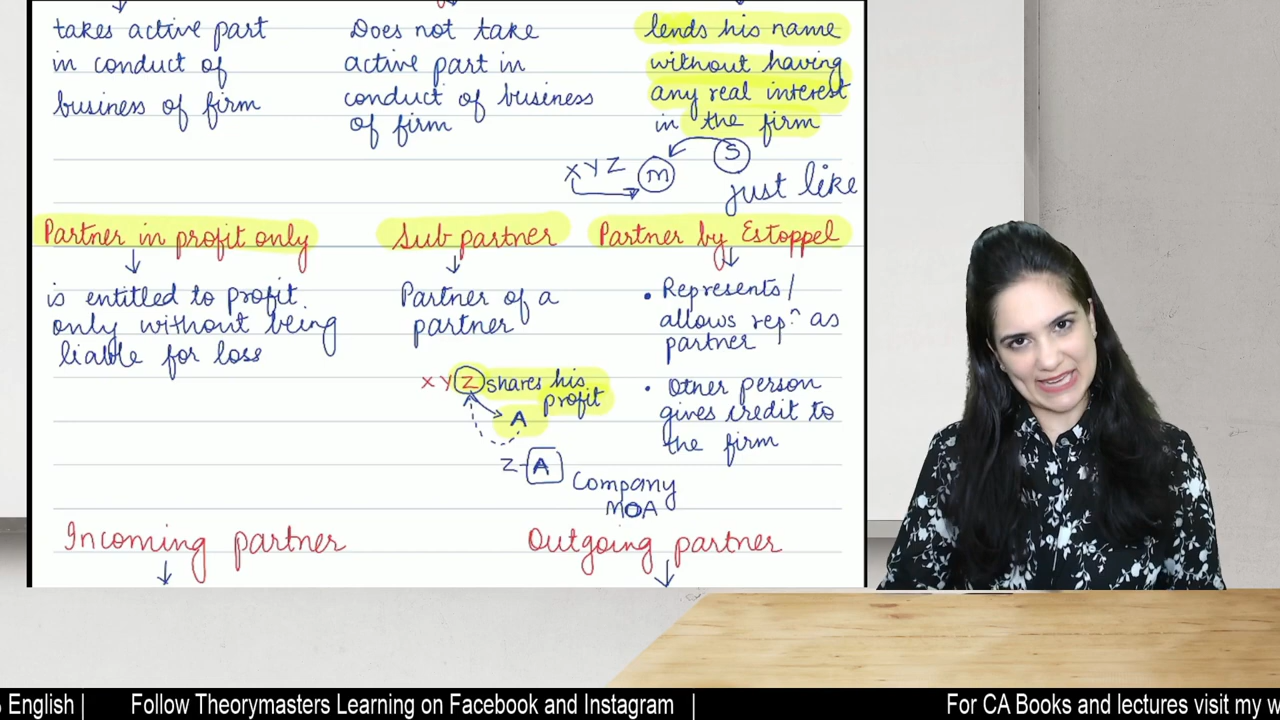 takes active part
in conduct of
business of firm
Does not take
active part in
conduct of business
of firm
lends his name
without having
any real interest
in the firm
X Y Z
M
S
just like
Partner in profit only
is entitled to profit
only without being
liable for loss
Sub partner
Partner of a
partner
X Y Z shares his
profit
A
Z-A
Company
MOA
Partner by Estoppel
• Represents/
allows repn as
partner
• Other person
gives credit to
the firm
Incoming partner
Outgoing partner
English | Follow Theorymasters Learning on Facebook and Instagram | For CA Books and lectures visit my